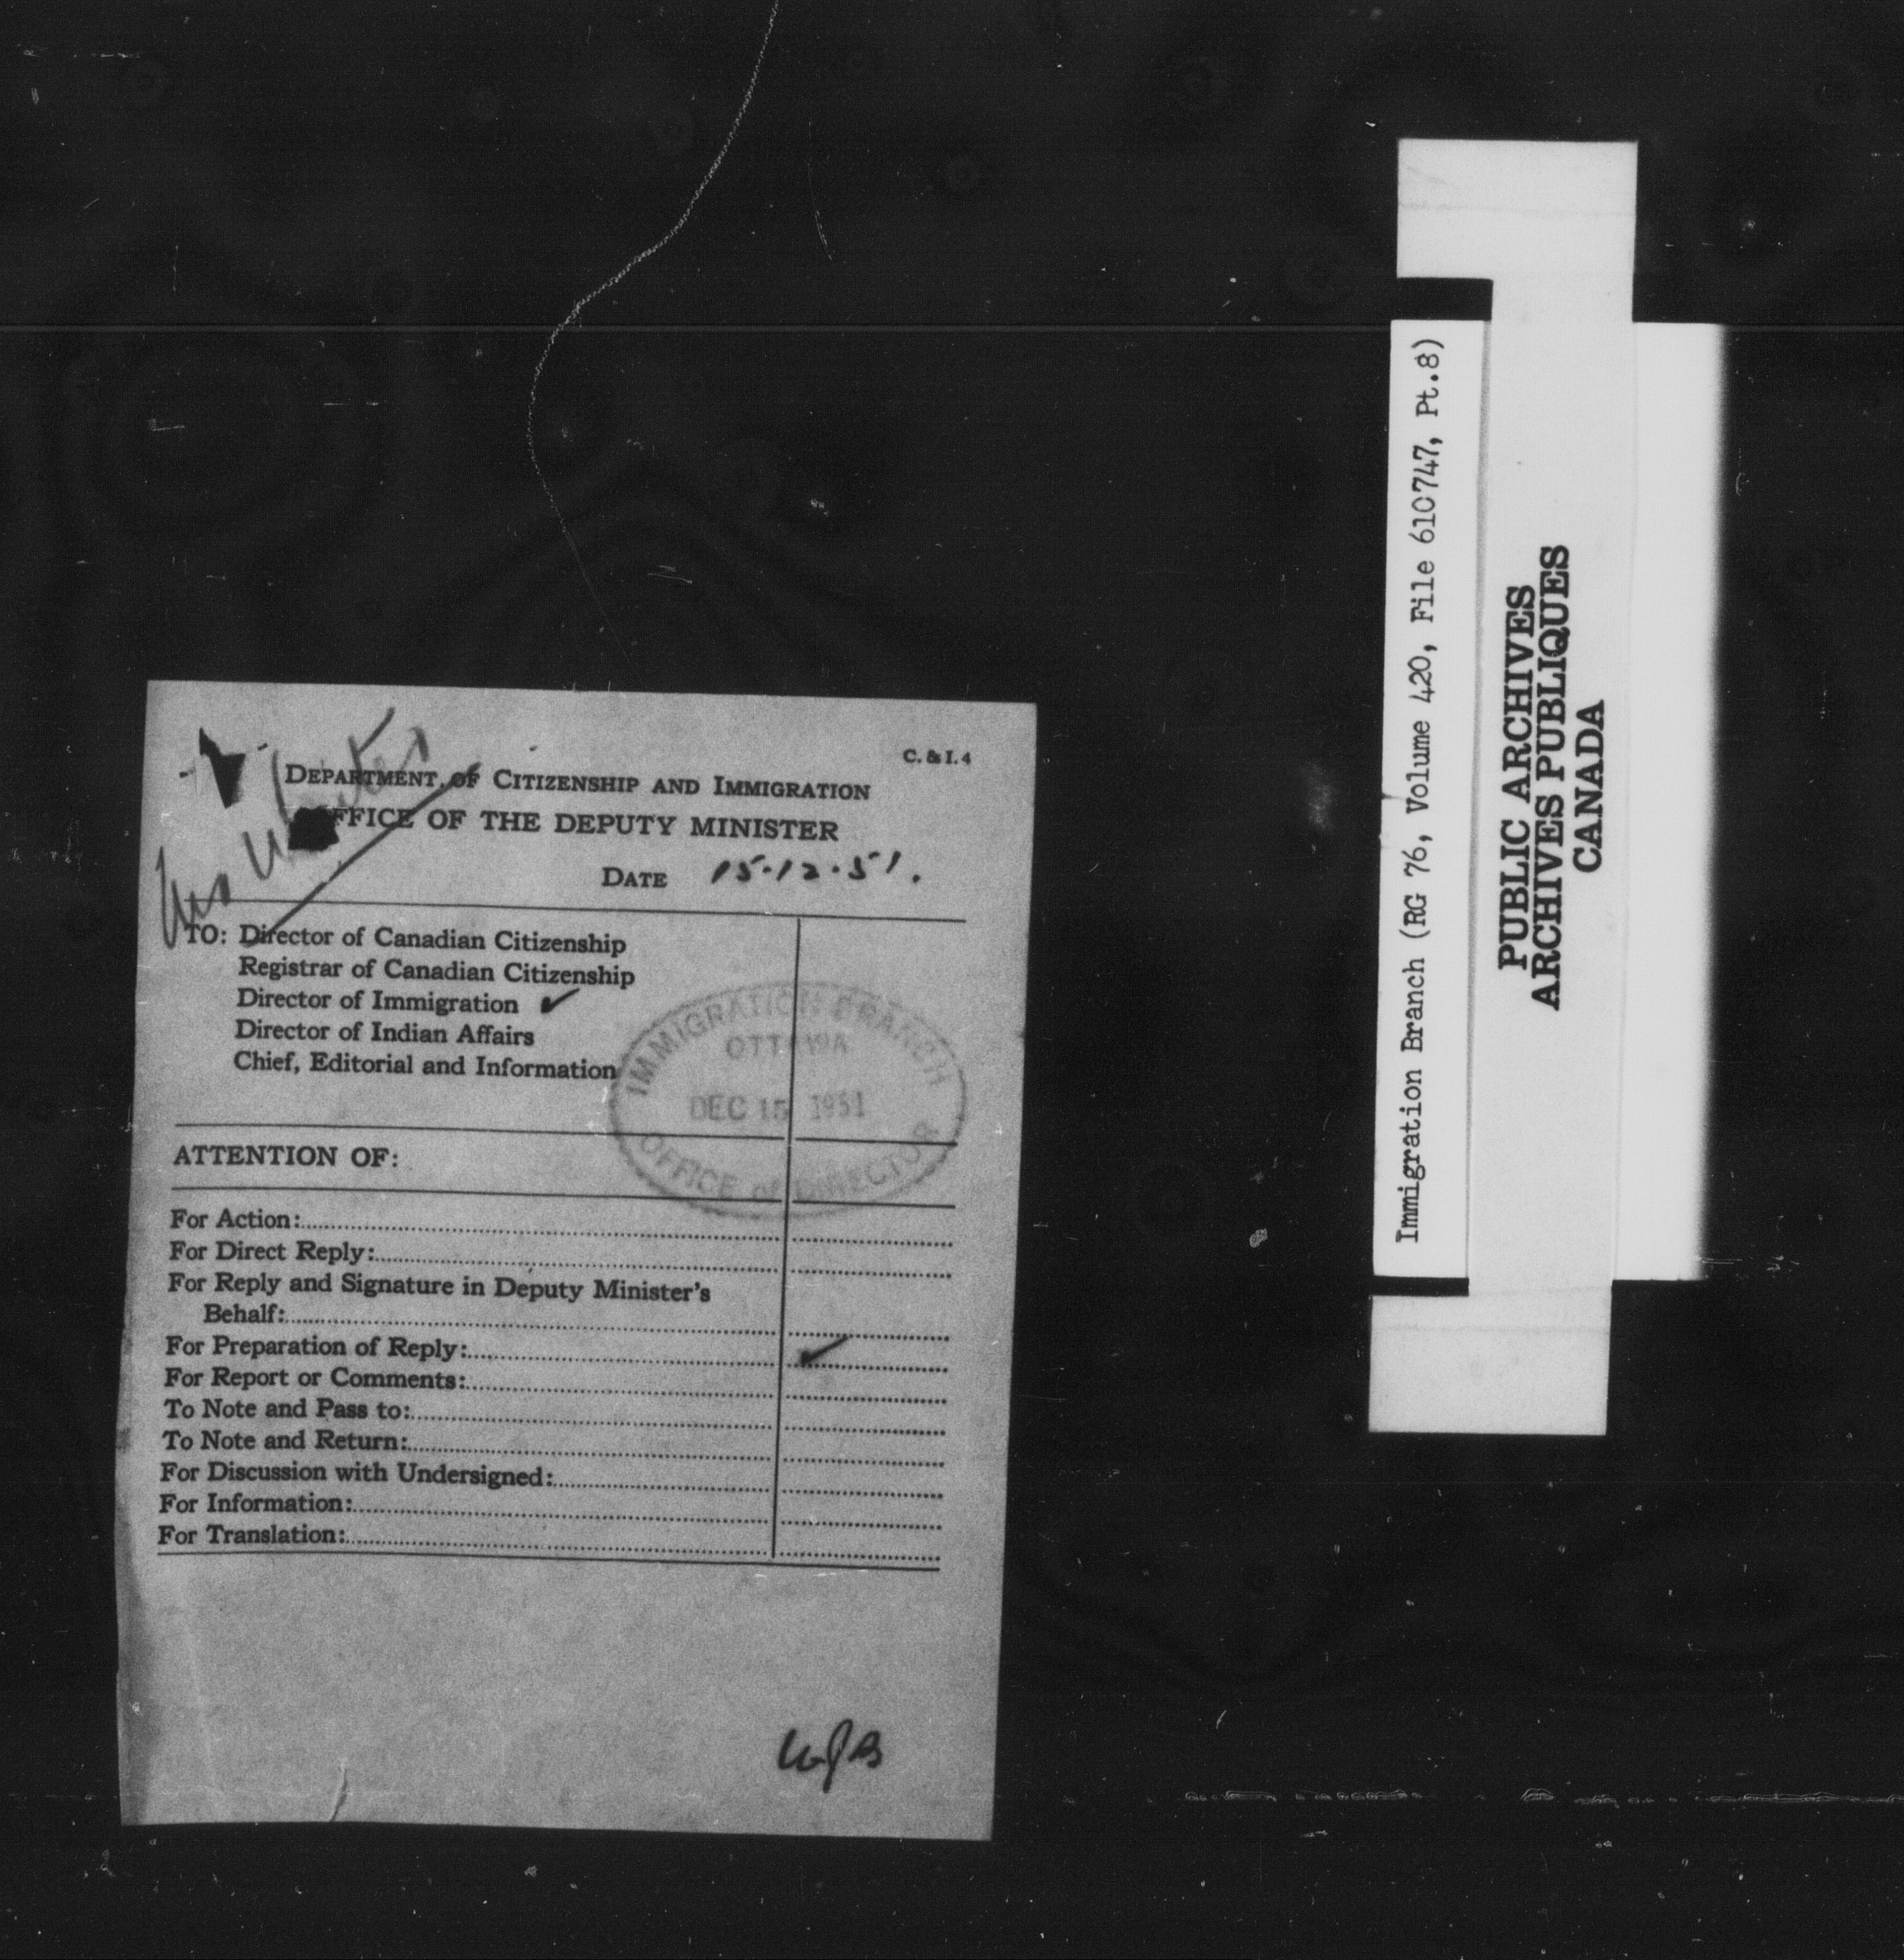 C. & I. 4
DEPARTMENT OF CITIZENSHIP AND IMMIGRATION
OFFICE OF THE DEPUTY MINISTER
DATE 15.12.51.
TO: Director of Canadian Citizenship
Registrar of Canadian Citizenship
Director of Immigration ✓
Director of Indian Affairs
Chief, Editorial and Information
IMMIGRATION BRANCH
OTTAWA
DEC 15 1951
OFFICE of DIRECTOR
ATTENTION OF:
For Action:
For Direct Reply:
For Reply and Signature in Deputy Minister's
Behalf:
For Preparation of Reply: ✓
For Report or Comments:
To Note and Pass to:
To Note and Return:
For Discussion with Undersigned:
For Information:
For Translation:
Immigration Branch (RG 76, Volume 420, File 610747, Pt.8)
PUBLIC ARCHIVES
ARCHIVES PUBLIQUES
CANADA